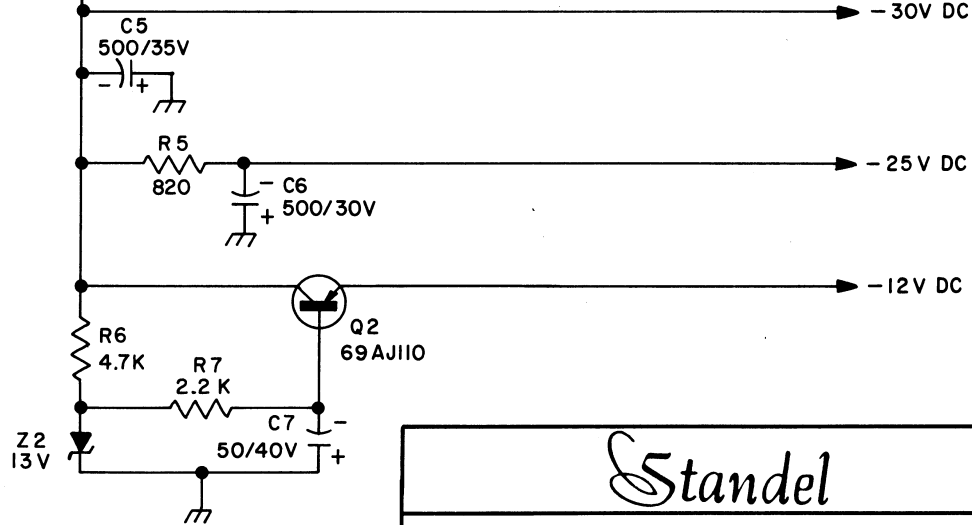 -30V DC
C5
500/35V
- +
R5
820
-25V DC
- C6
+ 500/30V
-12V DC
Q2
69AJ110
R6
4.7K
R7
2.2K
C7 -
50/40V +
Z2
13V
Standel